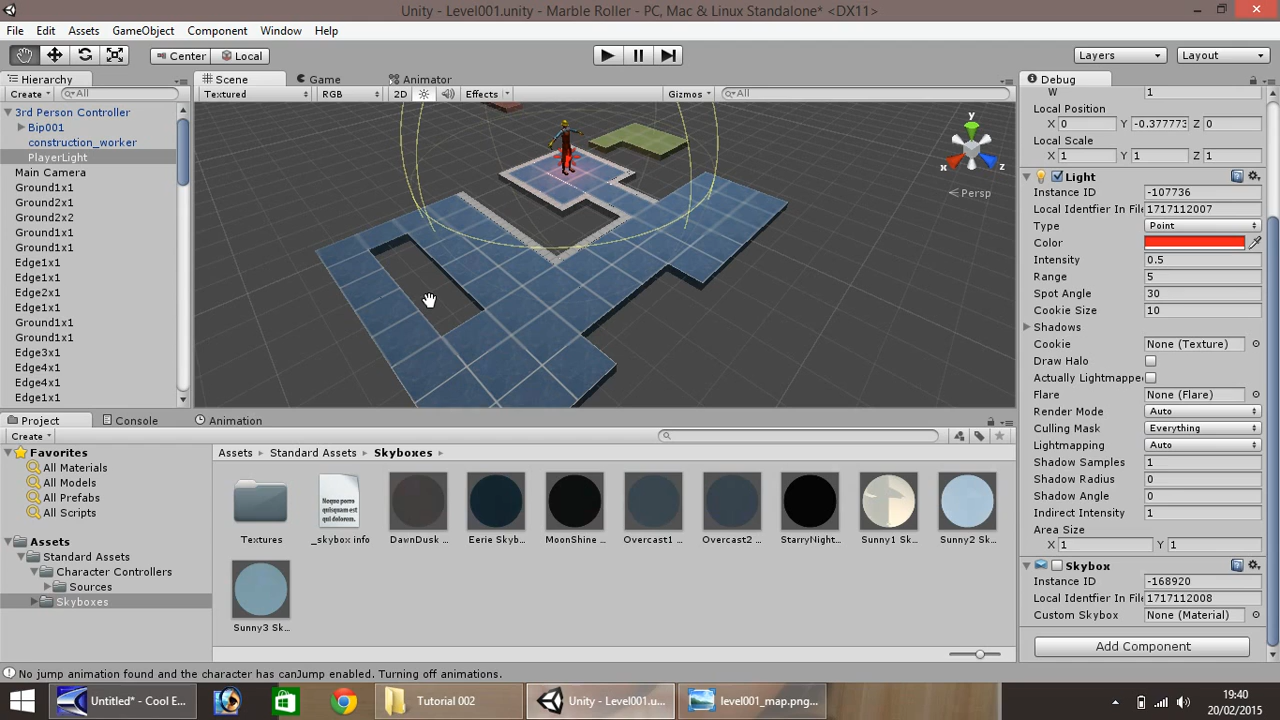 Unity - Level001.unity - Marble Roller - PC, Mac & Linux Standalone* <DX11>
File Edit Assets GameObject Component Window Help
Center Local Layers Layout
Hierarchy Scene Game Animator Debug
Create All Textured RGB 2D Effects Gizmos All
3rd Person Controller
Bip001
construction_worker
PlayerLight
Main Camera
Ground1x1
Ground2x1
Ground2x2
Ground1x1
Ground1x1
Edge1x1
Edge1x1
Edge2x1
Edge1x1
Ground1x1
Ground1x1
Edge3x1
Edge4x1
Edge4x1
Edge1x1
y
x z
Persp
W 1
Local Position
X 0 Y -0.377773 Z 0
Local Scale
X 1 Y 1 Z 1
Light
Instance ID -107736
Local Identfier In File 1717112007
Type Point
Color
Intensity 0.5
Range 5
Spot Angle 30
Cookie Size 10
Shadows
Cookie None (Texture)
Draw Halo
Actually Lightmappe
Flare None (Flare)
Render Mode Auto
Culling Mask Everything
Lightmapping Auto
Shadow Samples 1
Shadow Radius 0
Shadow Angle 0
Indirect Intensity 1
Area Size
X 1 Y 1
Skybox
Instance ID -168920
Local Identfier In File 1717112008
Custom Skybox None (Material)
Add Component
Project Console Animation
Create
Favorites
All Materials
All Models
All Prefabs
All Scripts
Assets
Standard Assets
Character Controllers
Sources
Skyboxes
Assets Standard Assets Skyboxes
Neque porro
quisquam est
qui dolorem.
Textures _skybox info DawnDusk ... Eerie Skyb... MoonShine ... Overcast1 ... Overcast2 ... StarryNight... Sunny1 Sk... Sunny2 Sk...
Sunny3 Sk...
No jump animation found and the character has canJump enabled. Turning off animations.
Untitled* - Cool E... Tutorial 002 Unity - Level001.u... level001_map.png...
19:40
20/02/2015